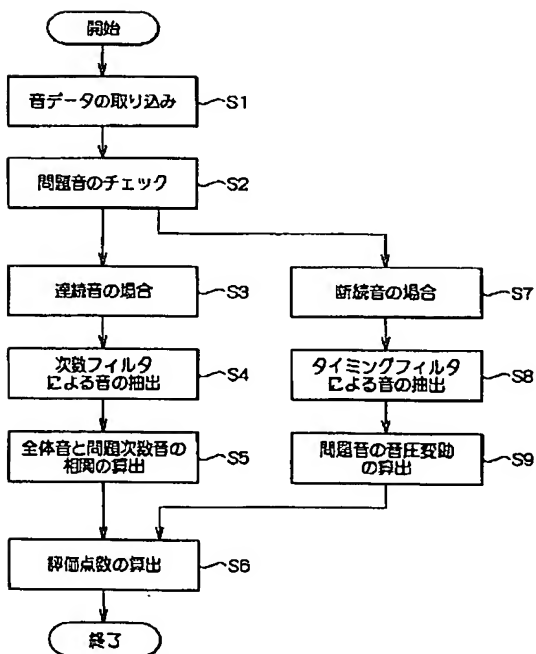 開始
音データの取り込み
S1
問題音のチェック
S2
連続音の場合
S3
断続音の場合
S7
次数フィルタ
による音の抽出
S4
タイミングフィルタ
による音の抽出
S8
全体音と問題次数音の
相関の算出
S5
問題音の音圧変動
の算出
S9
評価点数の算出
S6
終了